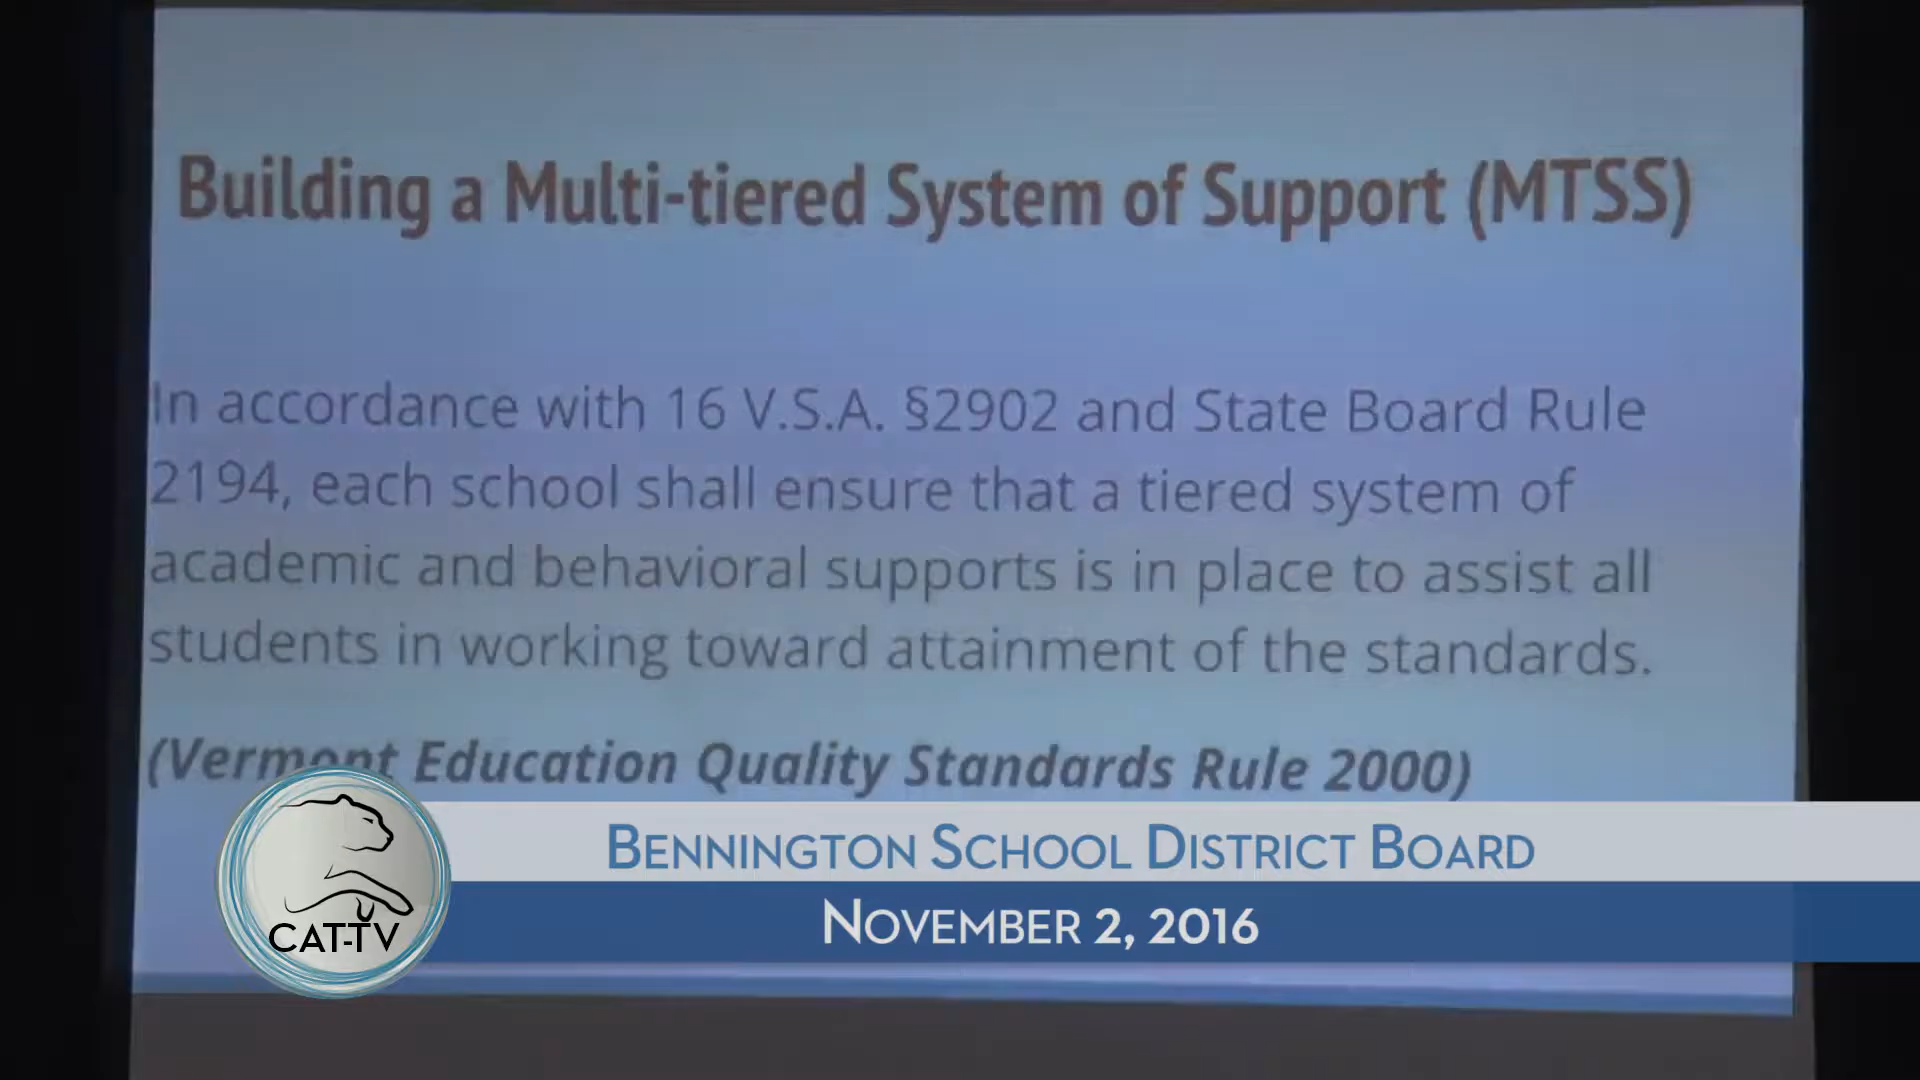 Building a Multi-tiered System of Support (MTSS)
In accordance with 16 V.S.A. §2902 and State Board Rule
2194, each school shall ensure that a tiered system of
academic and behavioral supports is in place to assist all
students in working toward attainment of the standards.
(Vermont Education Quality Standards Rule 2000)
BENNINGTON SCHOOL DISTRICT BOARD
NOVEMBER 2, 2016
CAT-TV